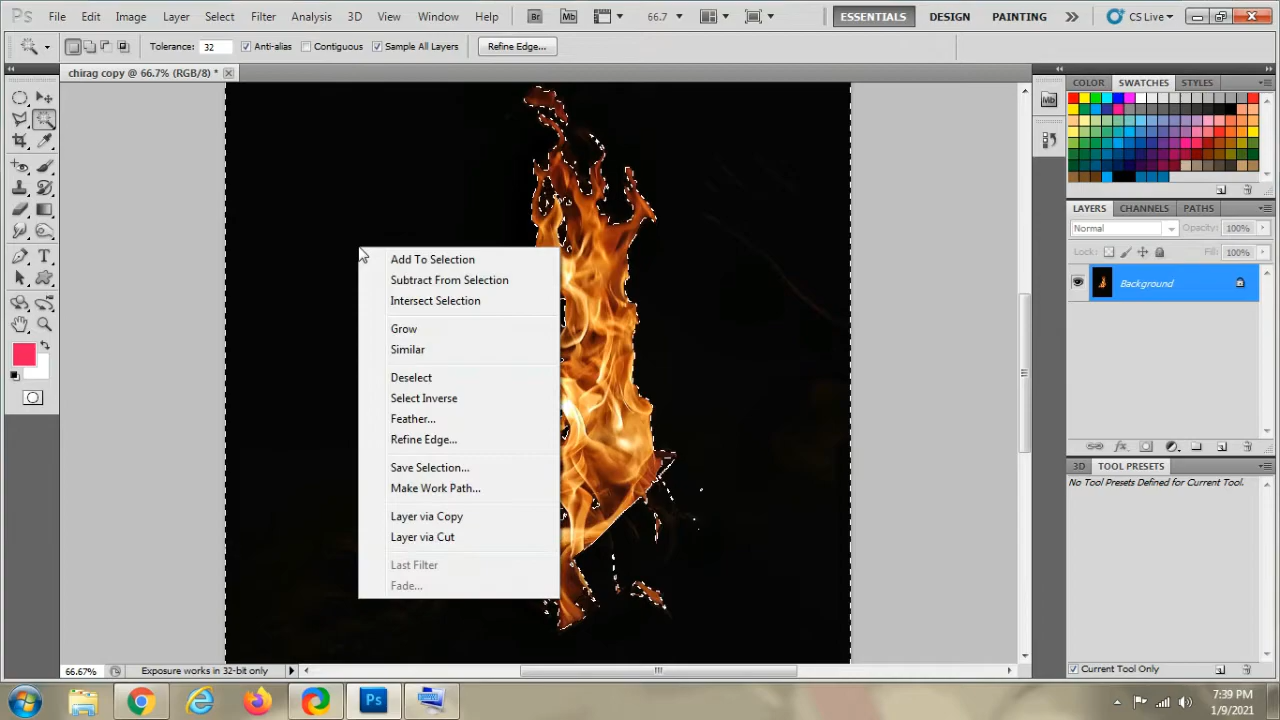 Ps File Edit Image Layer Select Filter Analysis 3D View Window Help Br Mb 66.7 ESSENTIALS DESIGN PAINTING CS Live
Tolerance: 32 Anti-alias Contiguous Sample All Layers Refine Edge...
chirag copy @ 66.7% (RGB/8) *
COLOR SWATCHES STYLES
Mb
Add To Selection
Subtract From Selection
Intersect Selection
Grow
Similar
Deselect
Select Inverse
Feather...
Refine Edge...
Save Selection...
Make Work Path...
Layer via Copy
Layer via Cut
Last Filter
Fade...
LAYERS CHANNELS PATHS
Normal Opacity: 100%
Lock: Fill: 100%
Background
3D TOOL PRESETS
No Tool Presets Defined for Current Tool.
Current Tool Only
66.67% Exposure works in 32-bit only
Ps
7:39 PM
1/9/2021